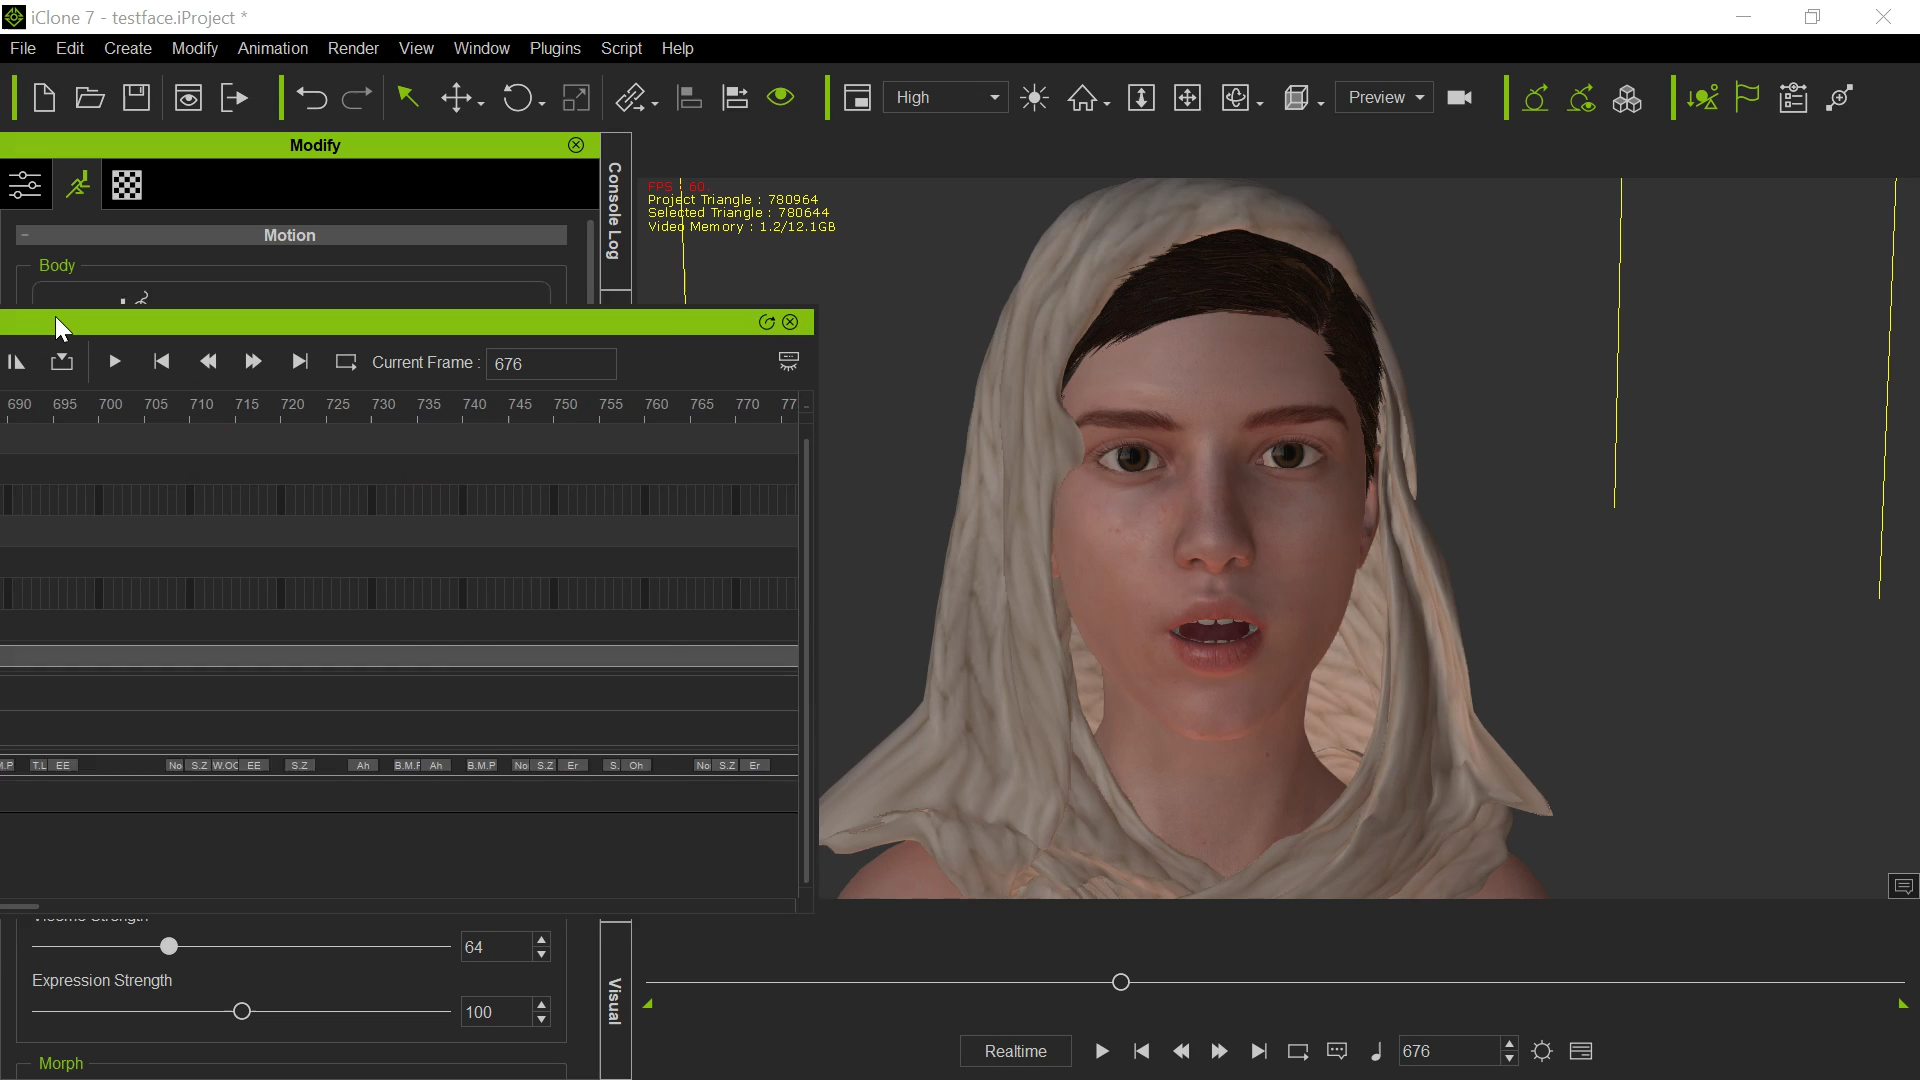 iClone 7 - testface.iProject *
File Edit Create Modify Animation Render View Window Plugins Script Help
High
Preview
Modify
Console Log
FPS : 60.
Project Triangle : 780964
Selected Triangle : 780644
Video Memory : 1.2/12.1GB
Motion
Body
Current Frame : 676
690 695 700 705 710 715 720 725 730 735 740 745 750 755 760 765 770 77
T.L EE No S.Z W.OO EE S.Z Ah B.M.P Ah B.M.P No S.Z Er S. Oh No S.Z Er
64
Expression Strength
100
Morph
Visual
Realtime
676